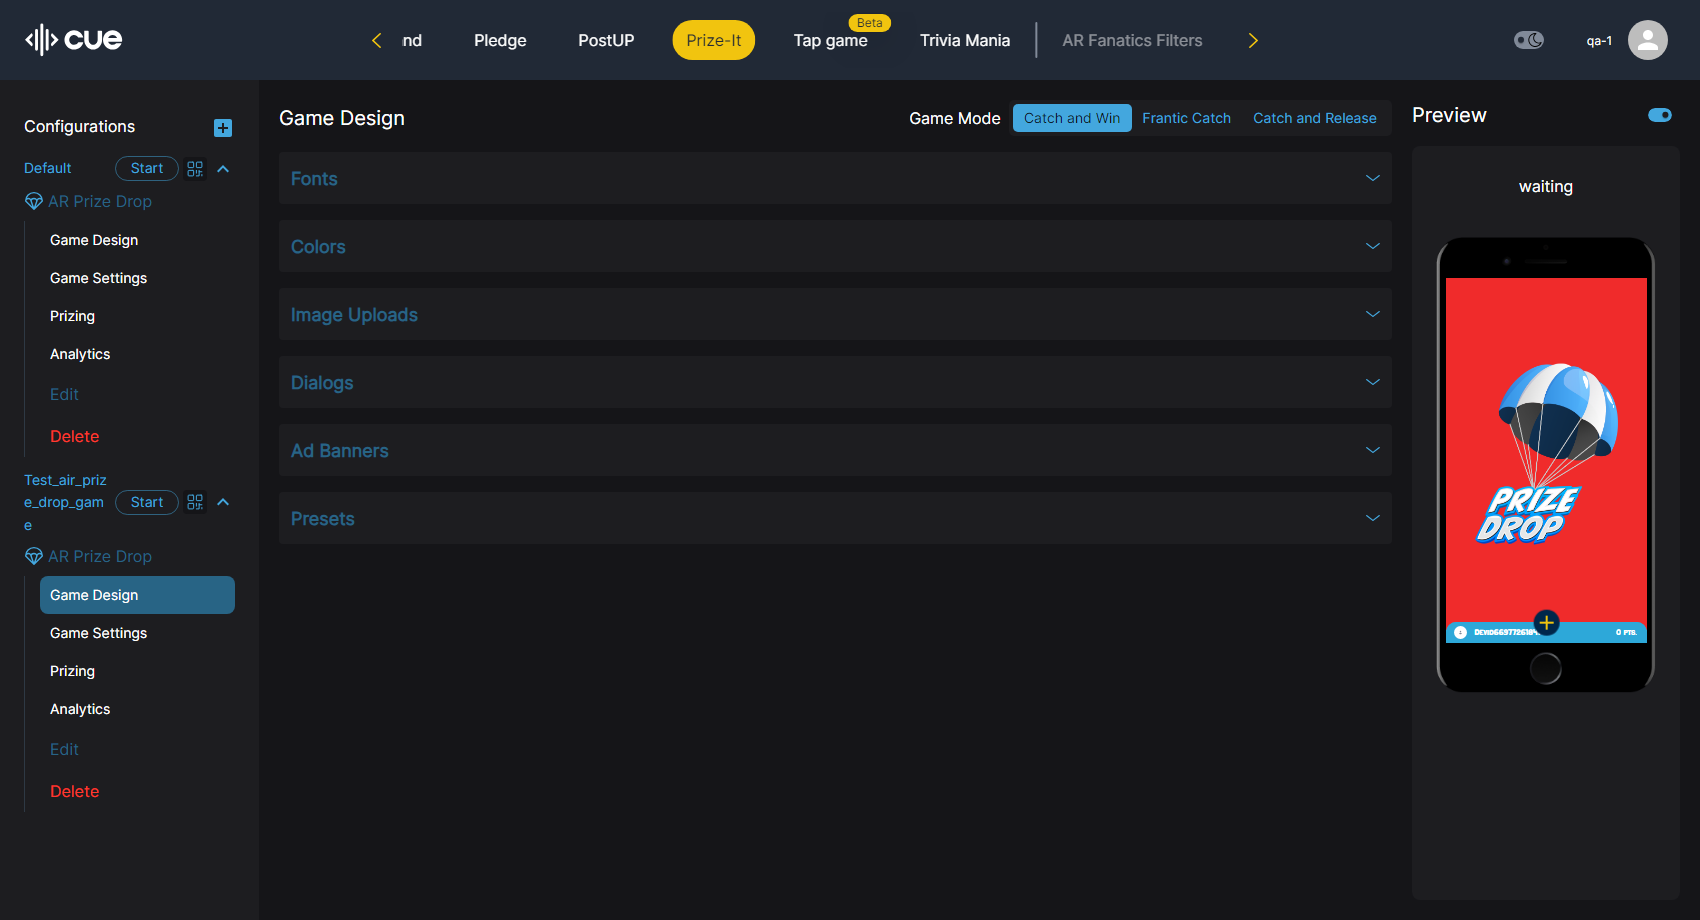 cue
nd
Pledge
PostUP
Prize-It
Beta
Tap game
Trivia Mania
AR Fanatics Filters
qa-1
Configurations
Default
Start
AR Prize Drop
Game Design
Game Settings
Prizing
Analytics
Edit
Delete
Test_air_priz
e_drop_gam
e
Start
AR Prize Drop
Game Design
Game Settings
Prizing
Analytics
Edit
Delete
Game Design
Game Mode
Catch and Win
Frantic Catch
Catch and Release
Fonts
Colors
Image Uploads
Dialogs
Ad Banners
Presets
Preview
waiting
PRIZE
DROP
0 PTS.